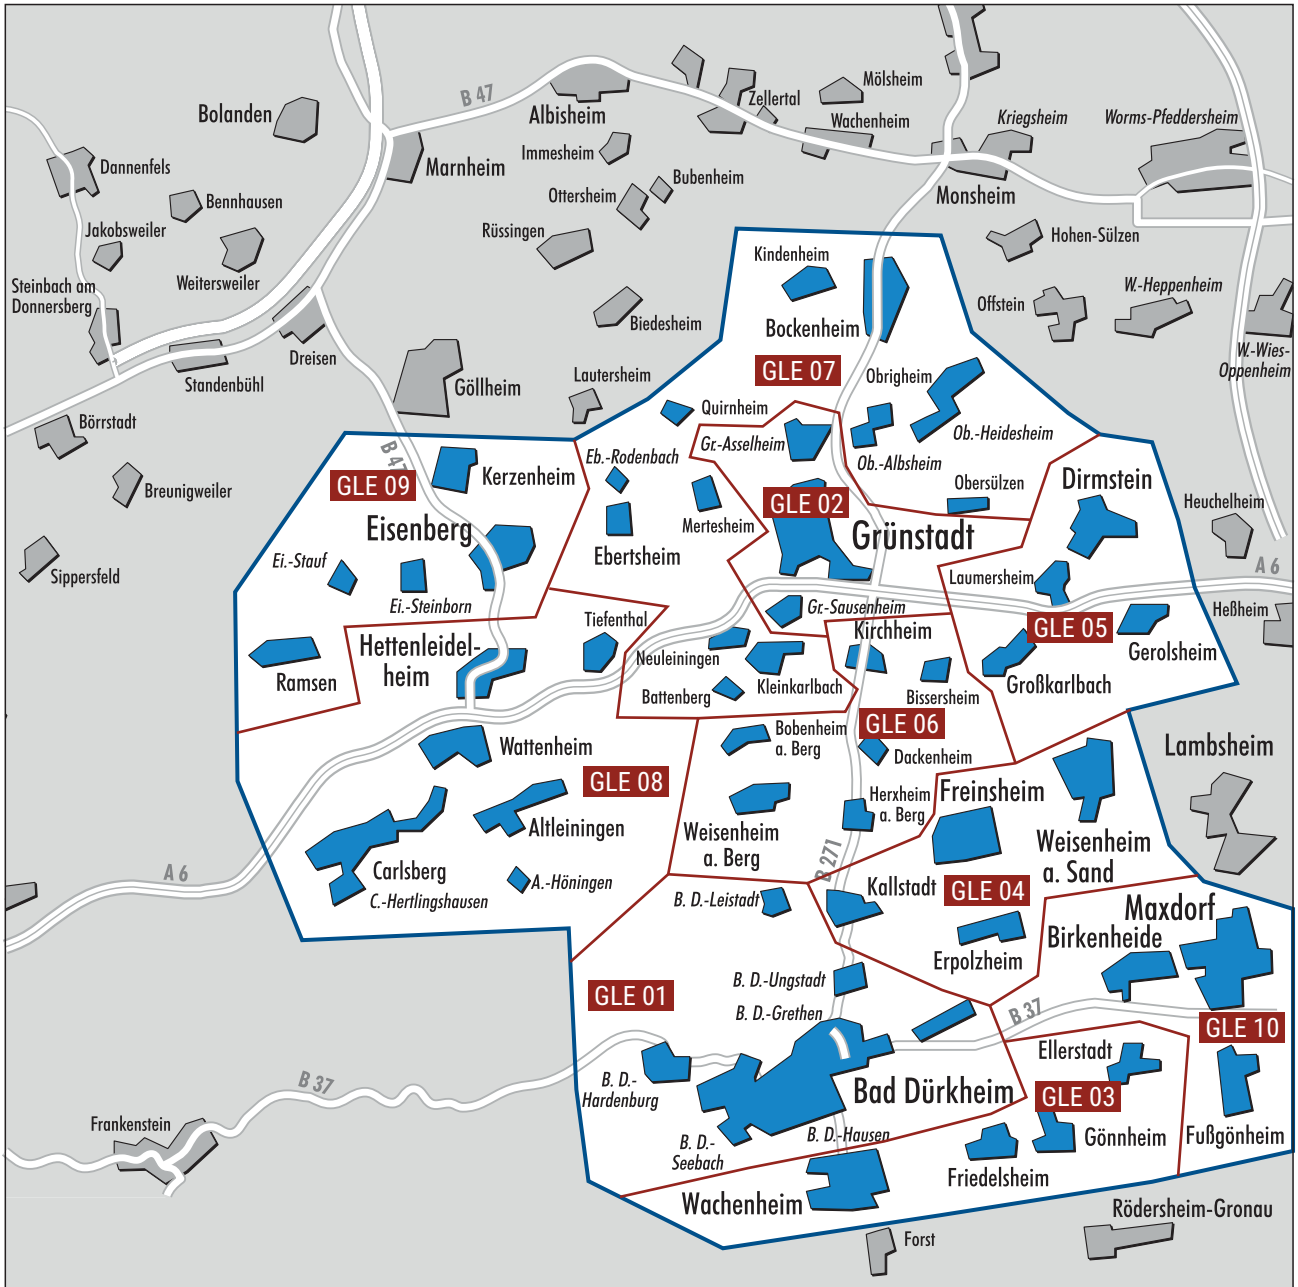 B 47
Mölsheim
Zellertal
Bolanden
Albisheim
Wachenheim
Kriegsheim
Worms-Pfeddersheim
Immesheim
Dannenfels
Marnheim
Bubenheim
Ottersheim
Bennhausen
Monsheim
Jakobsweiler
Rüssingen
Hohen-Sülzen
Kindenheim
Weitersweiler
Steinbach am
Donnersberg
W.-Heppenheim
Offstein
Biedesheim
Bockenheim
Dreisen
W.-Wies-
Oppenheim
Standenbühl
Göllheim
Lautersheim
GLE 07
Obrigheim
Quirnheim
Börrstadt
B 47
Gr.-Asselheim
Ob.-Heidesheim
Eb.-Rodenbach
Ob.-Albsheim
Kerzenheim
GLE 09
Breunigweiler
Obersülzen
Dirmstein
GLE 02
Heuchelheim
Mertesheim
Eisenberg
Grünstadt
Ebertsheim
Ei.-Stauf
Sippersfeld
A 6
Laumersheim
Ei.-Steinborn
Gr.-Sausenheim
Heßheim
Tiefenthal
Kirchheim
GLE 05
Hettenleidel-
heim
Neuleiningen
Gerolsheim
Ramsen
Kleinkarlbach
Großkarlbach
Battenberg
Bissersheim
GLE 06
Bobenheim
a. Berg
Wattenheim
Dackenheim
Lambsheim
GLE 08
Herxheim
a. Berg
Freinsheim
Altleiningen
Weisenheim
a. Berg
Weisenheim
a. Sand
B 271
A 6
Carlsberg
C.-Hertlingshausen
A.-Höningen
Kallstadt
GLE 04
B. D.-Leistadt
Maxdorf
Birkenheide
Erpolzheim
B. D.-Ungstadt
GLE 01
B. D.-Grethen
B 37
GLE 10
Ellerstadt
B 37
B. D.-
Hardenburg
Bad Dürkheim
GLE 03
Frankenstein
B. D.-Hausen
Gönnheim
Fußgönheim
B. D.-
Seebach
Friedelsheim
Wachenheim
Rödersheim-Gronau
Forst